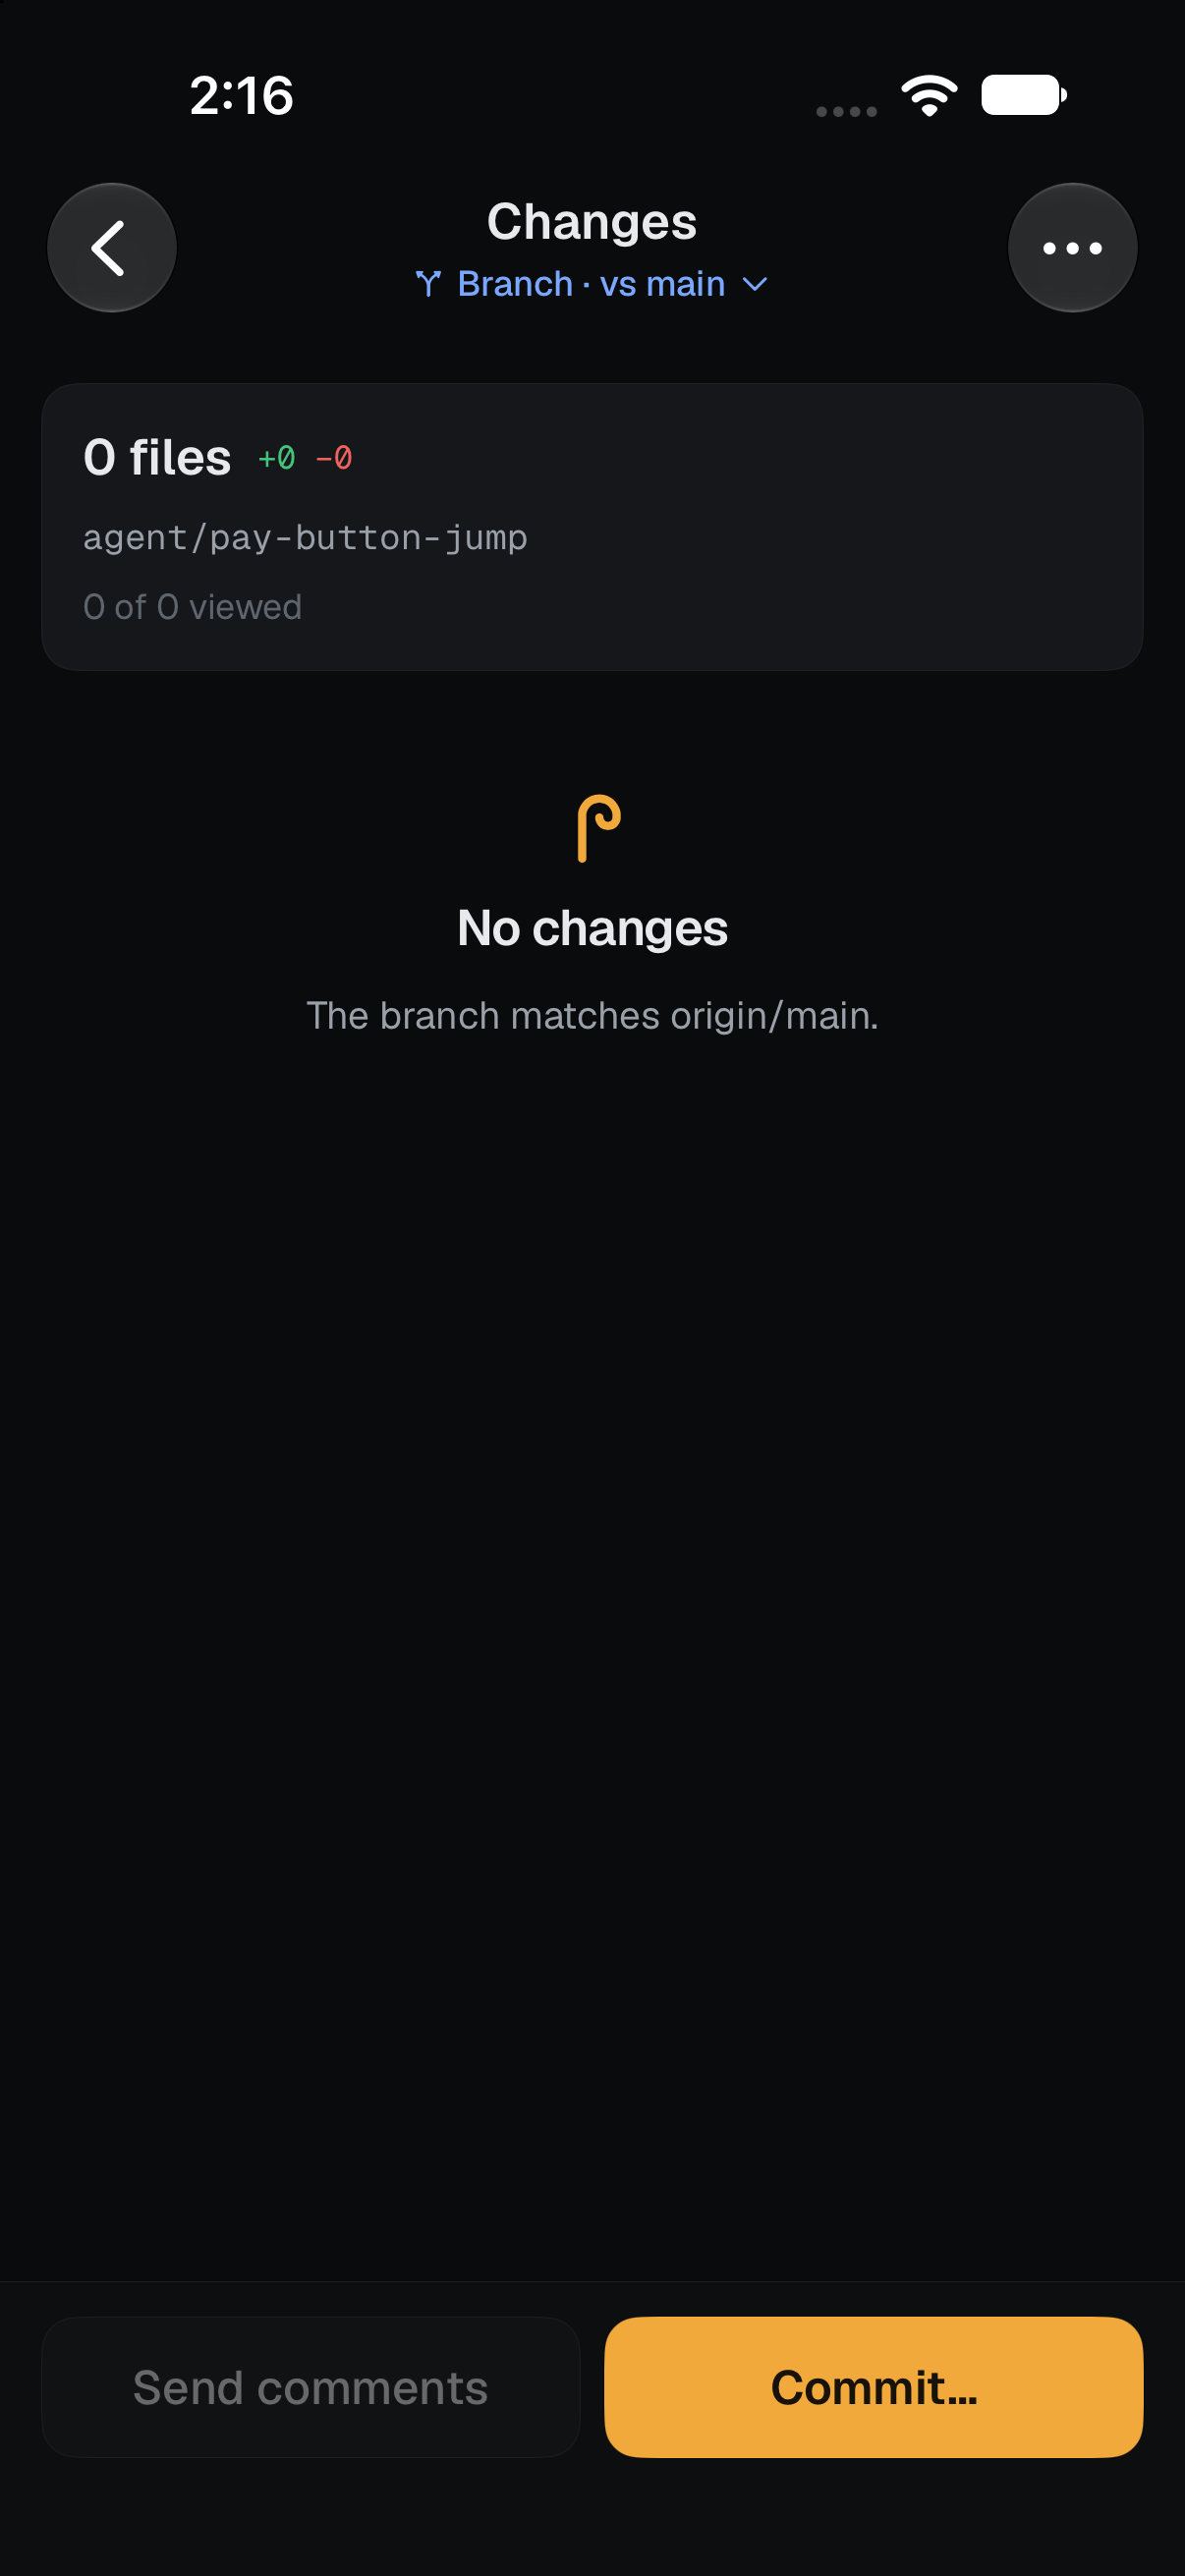 2:16
Changes
Branch · vs main
0 files +0 −0
agent/pay-button-jump
0 of 0 viewed
No changes
The branch matches origin/main.
Send comments
Commit…